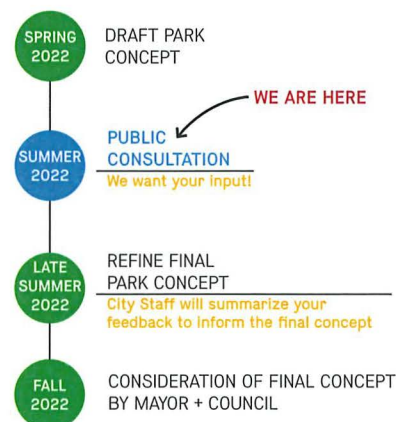 SPRING
2022
DRAFT PARK
CONCEPT
WE ARE HERE
SUMMER
2022
PUBLIC
CONSULTATION
We want your input!
LATE
SUMMER
2022
REFINE FINAL
PARK CONCEPT
City Staff will summarize your
feedback to inform the final concept
FALL
2022
CONSIDERATION OF FINAL CONCEPT
BY MAYOR + COUNCIL